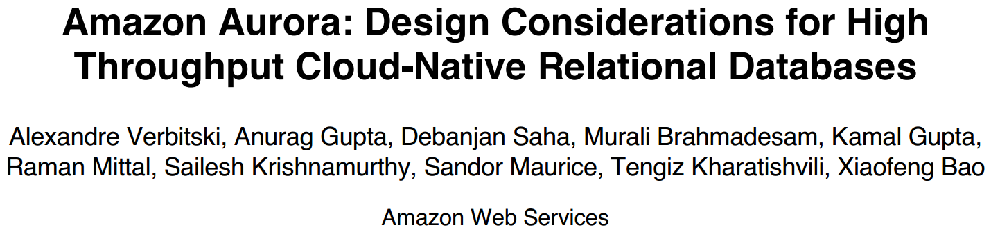 Amazon Aurora: Design Considerations for High
Throughput Cloud-Native Relational Databases
Alexandre Verbitski, Anurag Gupta, Debanjan Saha, Murali Brahmadesam, Kamal Gupta,
Raman Mittal, Sailesh Krishnamurthy, Sandor Maurice, Tengiz Kharatishvili, Xiaofeng Bao
Amazon Web Services